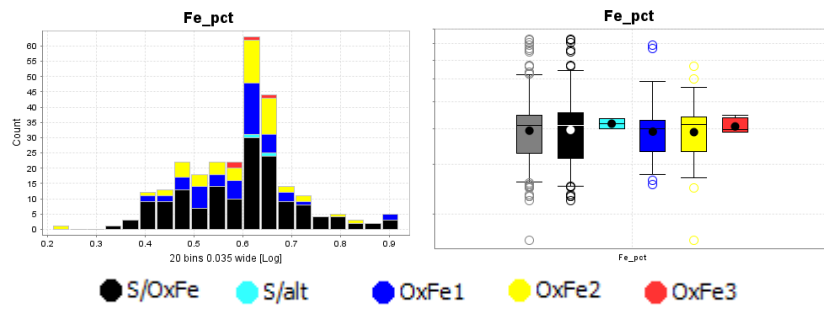 Fe_pct
Count
60
55
50
45
40
35
30
25
20
15
10
5
0
0.2 0.3 0.4 0.5 0.6 0.7 0.8 0.9
20 bins 0.035 wide [Log]
Fe_pct
Fe_pct
S/OxFe S/alt OxFe1 OxFe2 OxFe3